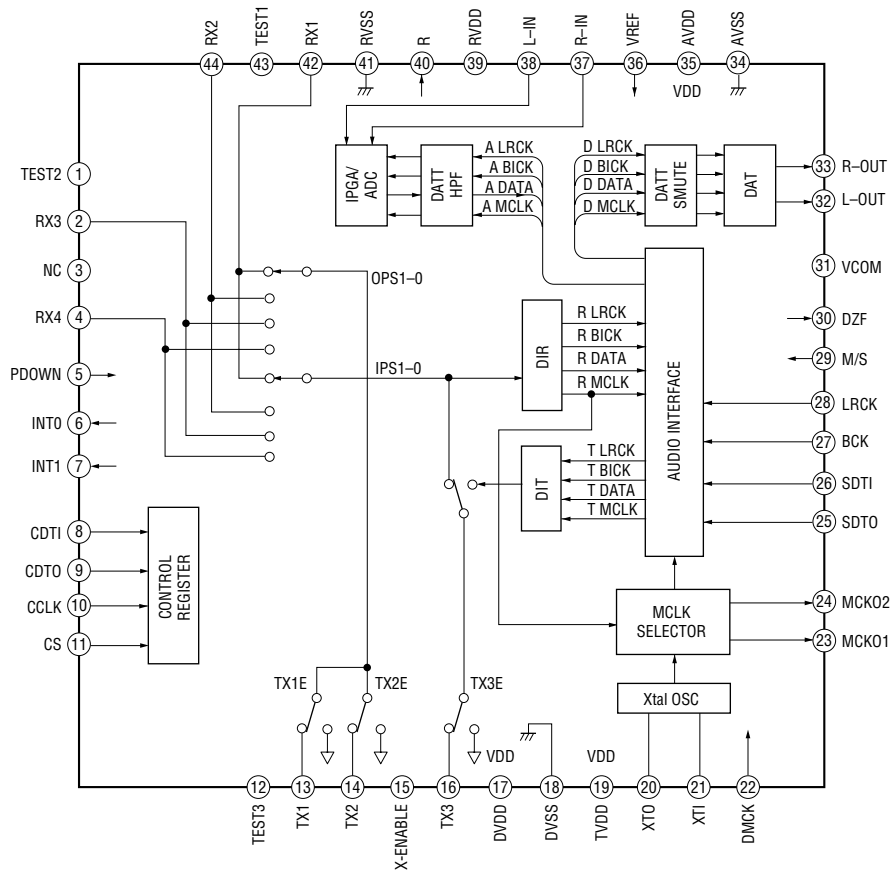 RX2
TEST1
RX1
RVSS
R
RVDD
L–IN
R–IN
VREF
AVDD
AVSS
44
43
42
41
40
39
38
37
36
35
34
VDD
TEST2
1
RX3
2
NC
3
RX4
4
PDOWN
5
INT0
6
INT1
7
CDTI
8
CDTO
9
CCLK
10
CS
11
CONTROL
REGISTER
IPGA/
ADC
DATT
HPF
A LRCK
A BICK
A DATA
A MCLK
D LRCK
D BICK
D DATA
D MCLK
DATT
SMUTE
DAT
33
R–OUT
32
L–OUT
31
VCOM
30
DZF
29
M/S
28
LRCK
27
BCK
26
SDTI
25
SDTO
24
MCKO2
23
MCKO1
OPS1–0
IPS1–0
DIR
R LRCK
R BICK
R DATA
R MCLK
AUDIO INTERFACE
DIT
T LRCK
T BICK
T DATA
T MCLK
MCLK
SELECTOR
Xtal OSC
TX1E
TX2E
TX3E
VDD
VDD
12
13
14
15
16
17
18
19
20
21
22
TEST3
TX1
TX2
X-ENABLE
TX3
DVDD
DVSS
TVDD
XTO
XTI
DMCK